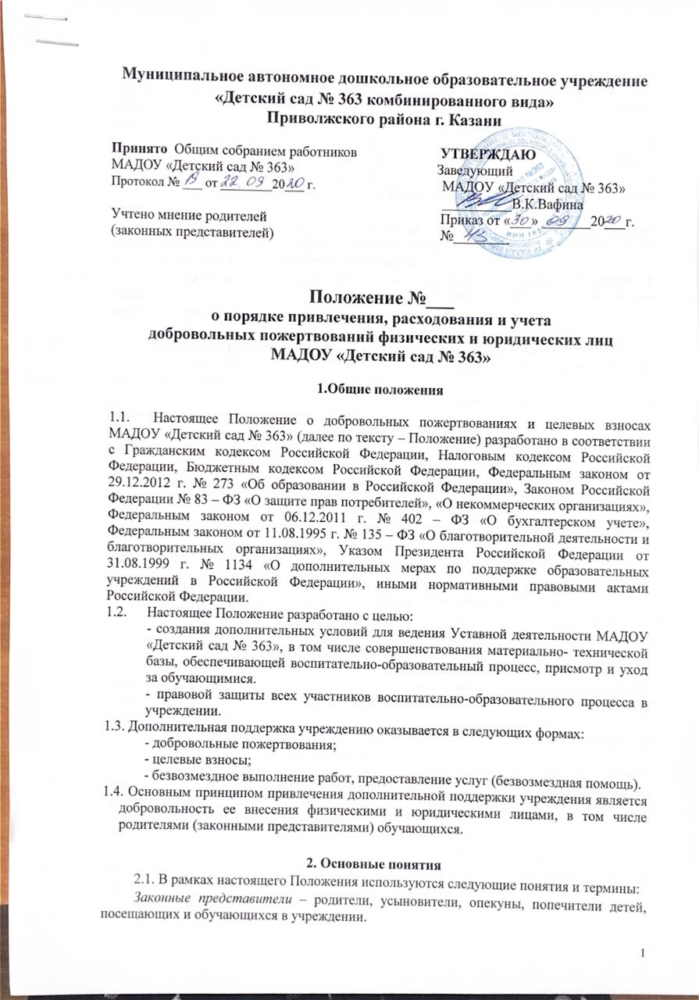 Муниципальное автономное дошкольное образовательное учреждение
«Детский сад № 363 комбинированного вида»
Приволжского района г. Казани
Принято Общим собранием работников
МАДОУ «Детский сад № 363»
Протокол № 19 от 22.09 2020 г.
Учтено мнение родителей
(законных представителей)
УТВЕРЖДАЮ
Заведующий
МАДОУ «Детский сад № 363»
В.К.Вафина
Приказ от «30» 09 2020 г.
№ 43
Положение №___
о порядке привлечения, расходования и учета
добровольных пожертвований физических и юридических лиц
МАДОУ «Детский сад № 363»
1.Общие положения
1.1. Настоящее Положение о добровольных пожертвованиях и целевых взносах
МАДОУ «Детский сад № 363» (далее по тексту – Положение) разработано в соответствии
с Гражданским кодексом Российской Федерации, Налоговым кодексом Российской
Федерации, Бюджетным кодексом Российской Федерации, Федеральным законом от
29.12.2012 г. № 273 «Об образовании в Российской Федерации», Законом Российской
Федерации № 83 – ФЗ «О защите прав потребителей», «О некоммерческих организациях»,
Федеральным законом от 06.12.2011 г. № 402 – ФЗ «О бухгалтерском учете»,
Федеральным законом от 11.08.1995 г. № 135 – ФЗ «О благотворительной деятельности и
благотворительных организациях», Указом Президента Российской Федерации от
31.08.1999 г. № 1134 «О дополнительных мерах по поддержке образовательных
учреждений в Российской Федерации», иными нормативными правовыми актами
Российской Федерации.
1.2. Настоящее Положение разработано с целью:
- создания дополнительных условий для ведения Уставной деятельности МАДОУ
«Детский сад № 363», в том числе совершенствования материально- технической
базы, обеспечивающей воспитательно-образовательный процесс, присмотр и уход
за обучающимися.
- правовой защиты всех участников воспитательно-образовательного процесса в
учреждении.
1.3. Дополнительная поддержка учреждению оказывается в следующих формах:
- добровольные пожертвования;
- целевые взносы;
- безвозмездное выполнение работ, предоставление услуг (безвозмездная помощь).
1.4. Основным принципом привлечения дополнительной поддержки учреждения является
добровольность ее внесения физическими и юридическими лицами, в том числе
родителями (законными представителями) обучающихся.
2. Основные понятия
2.1. В рамках настоящего Положения используются следующие понятия и термины:
Законные представители – родители, усыновители, опекуны, попечители детей,
посещающих и обучающихся в учреждении.
1